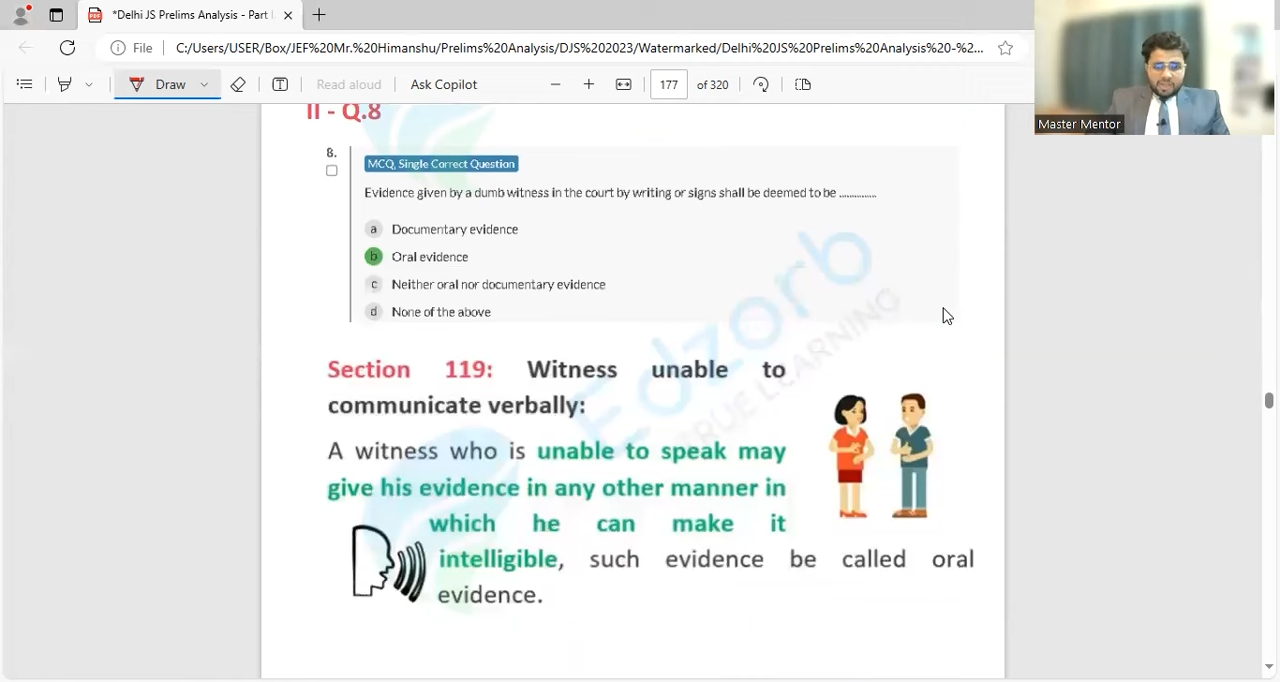 *Delhi JS Prelims Analysis - Part I
File C:/Users/USER/Box/JEF%20Mr.%20Himanshu/Prelims%20Analysis/DJS%202023/Watermarked/Delhi%20JS%20Prelims%20Analysis%20-%2...
Draw Read aloud Ask Copilot 177 of 320
Master Mentor
II - Q.8
8.
MCQ, Single Correct Question
Evidence given by a dumb witness in the court by writing or signs shall be deemed to be ..............
a Documentary evidence
b Oral evidence
c Neither oral nor documentary evidence
d None of the above
Section 119: Witness unable to
communicate verbally:
A witness who is unable to speak may
give his evidence in any other manner in
which he can make it
intelligible, such evidence be called oral
evidence.
Edzorb
TRUE LEARNING